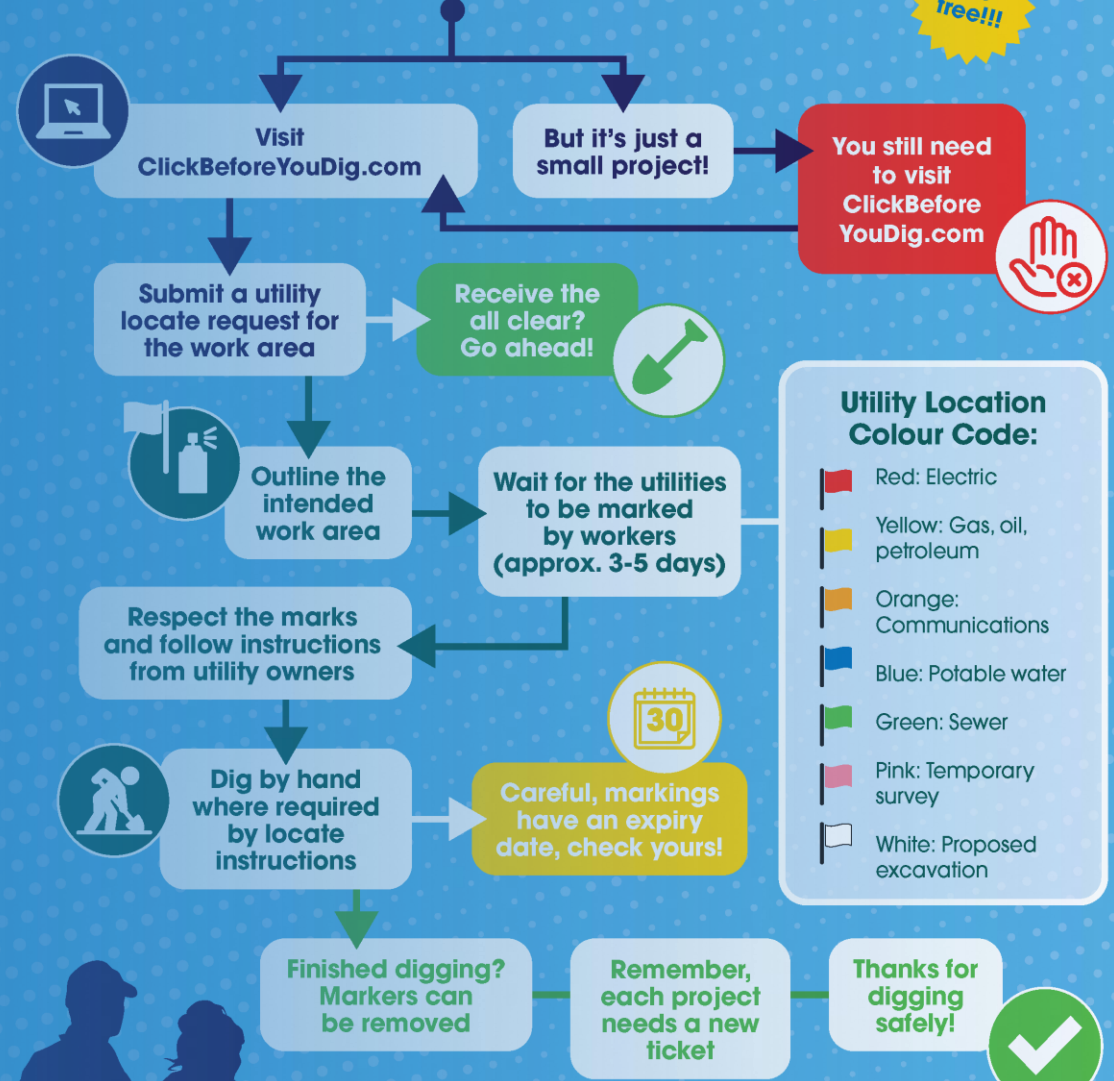 free!!!
Visit
ClickBeforeYouDig.com
But it's just a
small project!
You still need
to visit
ClickBefore
YouDig.com
Submit a utility
locate request for
the work area
Receive the
all clear?
Go ahead!
Outline the
intended
work area
Wait for the utilities
to be marked
by workers
(approx. 3-5 days)
Utility Location
Colour Code:
Red: Electric
Yellow: Gas, oil,
petroleum
Orange:
Communications
Blue: Potable water
Green: Sewer
Pink: Temporary
survey
White: Proposed
excavation
Respect the marks
and follow instructions
from utility owners
30
Dig by hand
where required
by locate
instructions
Careful, markings
have an expiry
date, check yours!
Finished digging?
Markers can
be removed
Remember,
each project
needs a new
ticket
Thanks for
digging
safely!